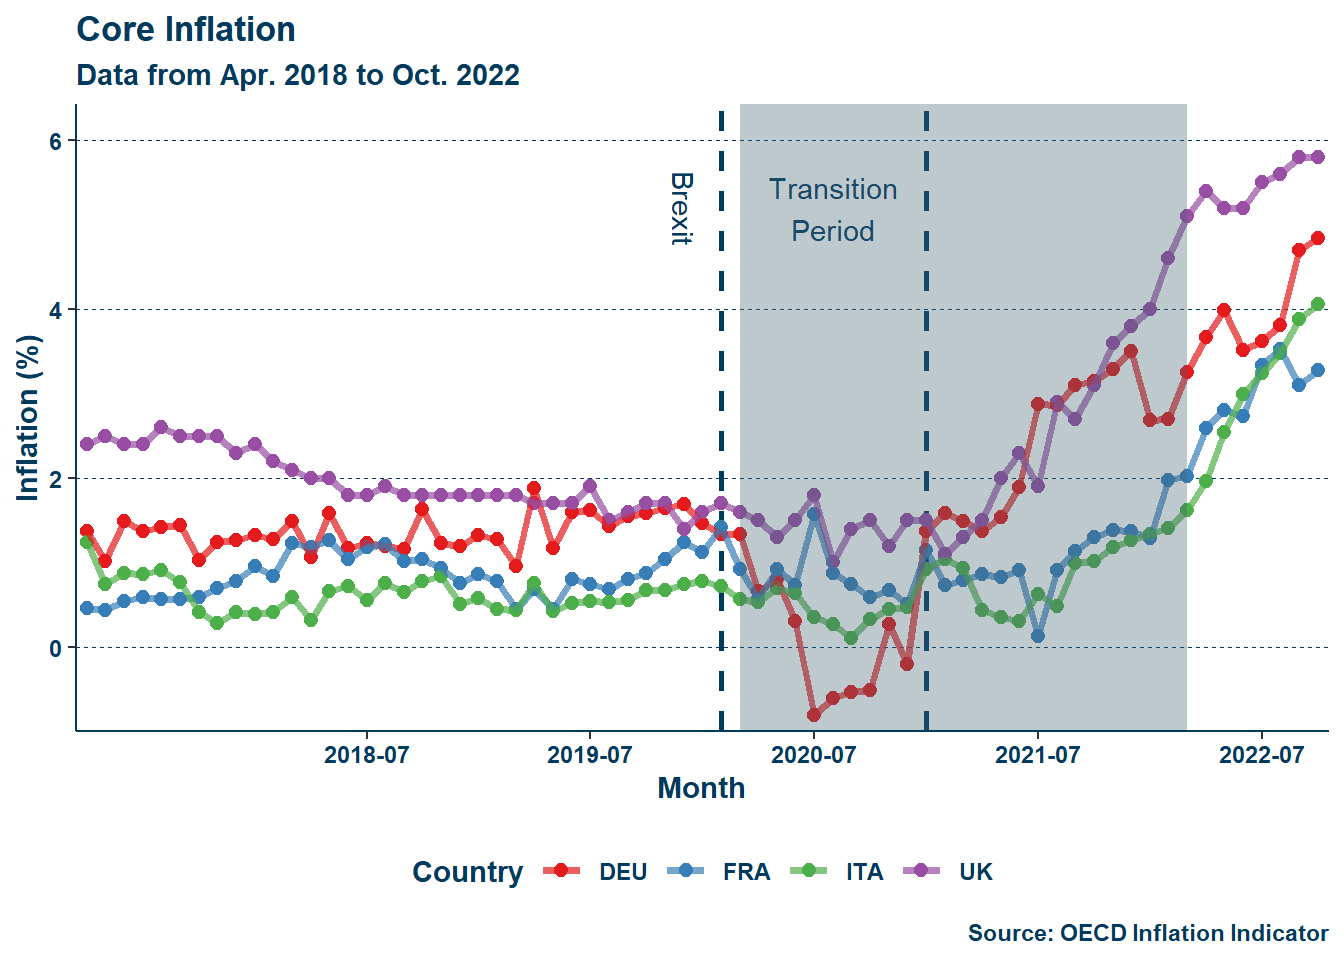 Core Inflation
Data from Apr. 2018 to Oct. 2022
Inflation (%)
6
4
2
0
Brexit
Transition
Period
2018-07
2019-07
2020-07
2021-07
2022-07
Month
Country DEU FRA ITA UK
Source: OECD Inflation Indicator